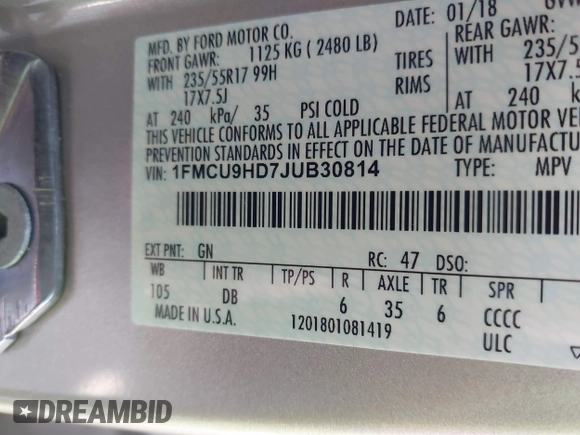 MFD. BY FORD MOTOR CO.
DATE: 01/18
FRONT GAWR: 1125 KG ( 2480 LB)
REAR GAWR:
WITH 235/55R17 99H TIRES
WITH
17X7.5J RIMS
17X7.5
AT 240 kPa/ 35 PSI COLD
AT 240
THIS VEHICLE CONFORMS TO ALL APPLICABLE FEDERAL MOTOR
PREVENTION STANDARDS IN EFFECT ON THE DATE OF
VIN: 1FMCU9HD7JUB30814 TYPE: MPV
EXT PNT: GN RC: 47 DSO:
WB INT TR TP/PS R AXLE TR SPR
105 DB 6 35 6 CCCC
MADE IN U.S.A. 1201801081419 ULC
DREAMBID